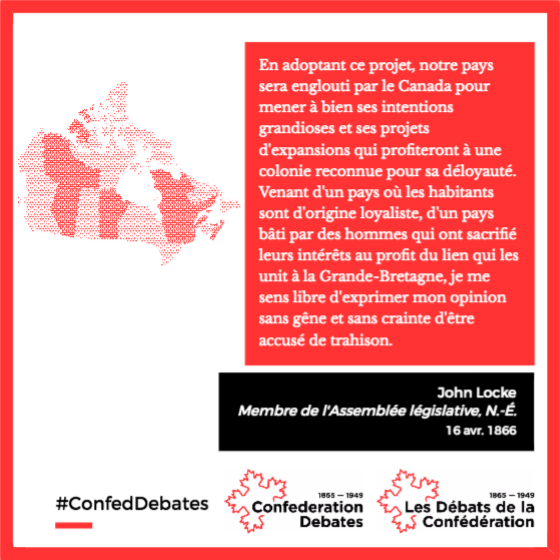 En adoptant ce projet, notre pays
sera englouti par le Canada pour
mener à bien ses intentions
grandioses et ses projets
d'expansions qui profiteront à une
colonie reconnue pour sa déloyauté.
Venant d'un pays où les habitants
sont d'origine loyaliste, d'un pays
bâti par des hommes qui ont sacrifié
leurs intérêts au profit du lien qui les
unit à la Grande-Bretagne, je me
sens libre d'exprimer mon opinion
sans gêne et sans crainte d'être
accusé de trahison.
John Locke
Membre de l'Assemblée législative, N.-É.
16 avr. 1866
#ConfedDebates
1865 — 1949
Confederation
Debates
1865 — 1949
Les Débats de la
Confédération